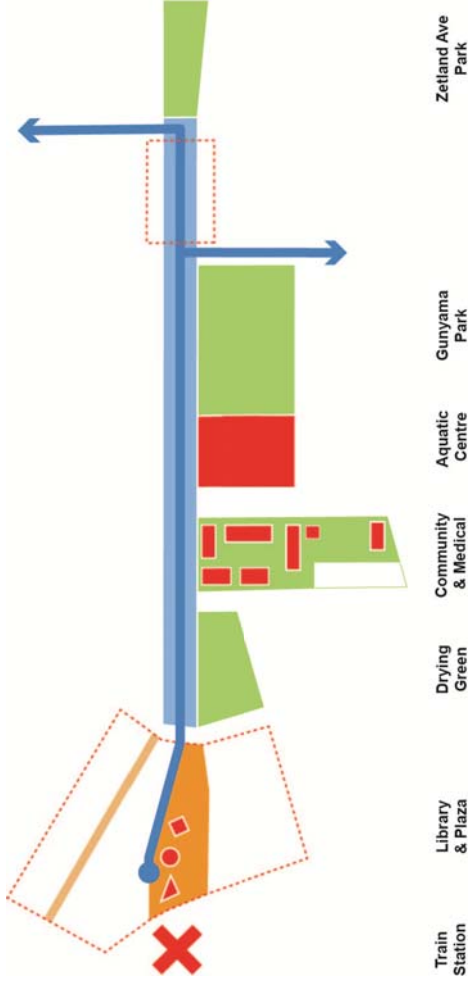 Train
Station
Library
& Plaza
Drying
Green
Community
& Medical
Aquatic
Centre
Gunyama
Park
Zetland Ave
Park